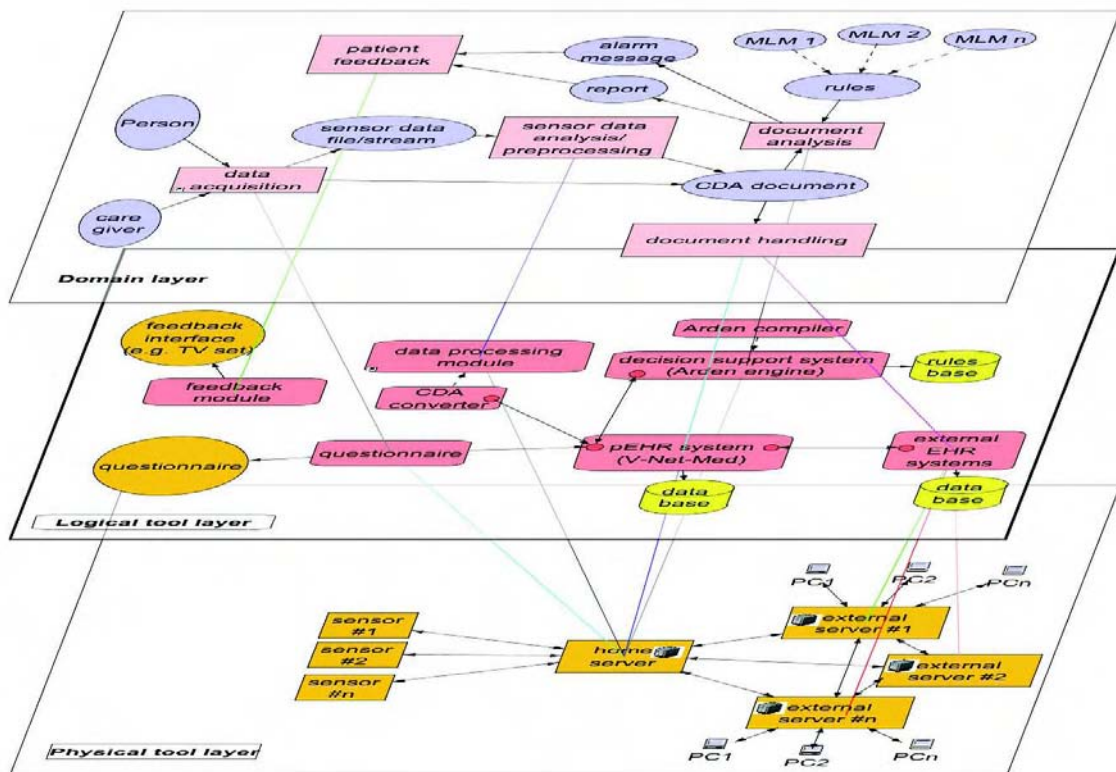 patient
feedback
alarm
message
MLM 1
MLM 2
MLM n
report
rules
Person
sensor data
file/stream
sensor data
analysis/
preprocessing
document
analysis
data
acquisition
CDA document
care
giver
document handling
Domain layer
feedback
interface
(e.g. TV set)
Arden compiler
data processing
module
decision support system
(Arden engine)
rules
base
feedback
module
CDA
converter
questionnaire
questionnaire
pEHR system
(V-Net-Med)
external
EHR
systems
data
base
data
base
Logical tool layer
PC1
PC2
PCn
sensor
#1
sensor
#2
sensor
#n
home
server
external
server #1
external
server #2
external
server #n
PC1
PC2
PCn
Physical tool layer